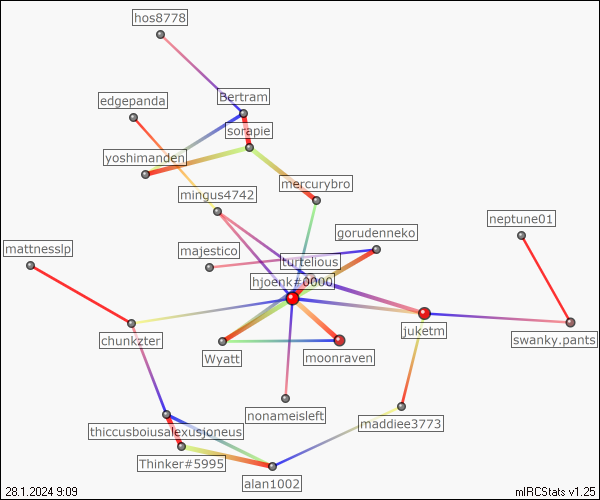 hos8778
edgepanda
Bertram
sorapie
yoshimanden
mingus4742
mercurybro
neptune01
gorudenneko
mattnesslp
majestico
turtelious
hjoenk#0000
juketm
swanky.pants
chunkzter
Wyatt
moonraven
nonameisleft
maddiee3773
thiccusboiusalexusjoneus
Thinker#5995
alan1002
28.1.2024 9:09
mIRCStats v1.25